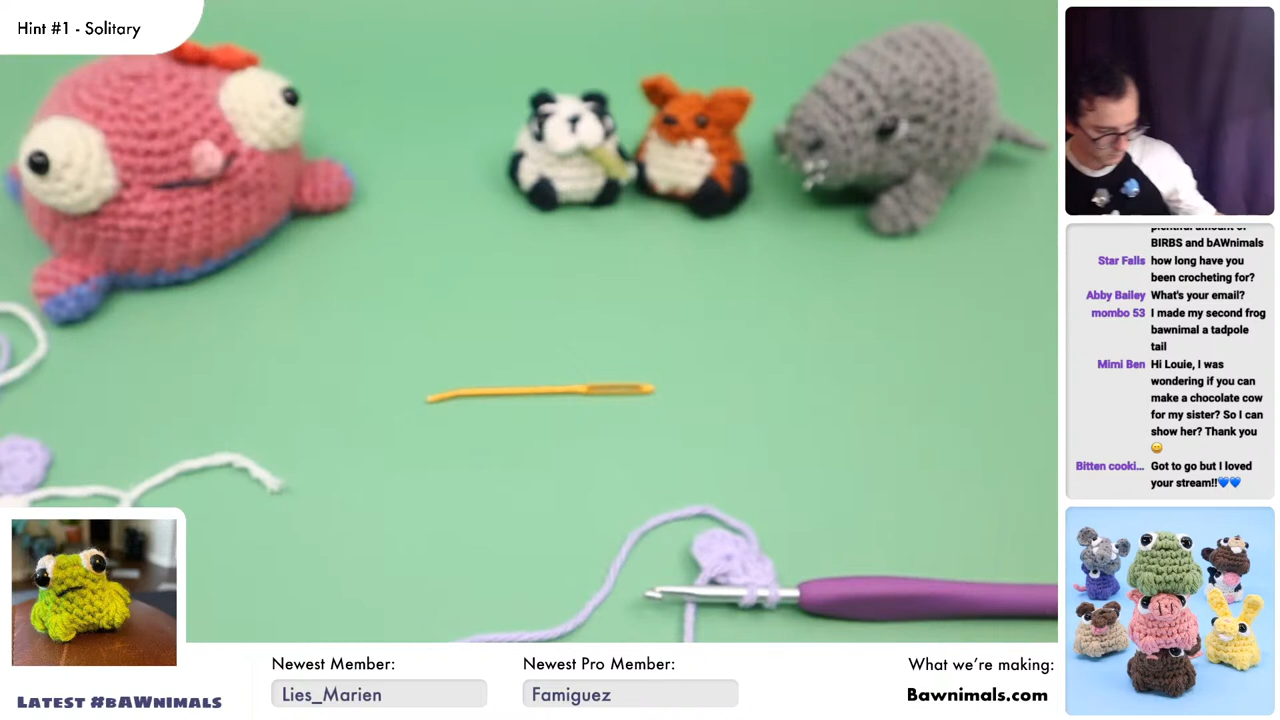 Hint #1 - Solitary
BIRBS and bAWnimals
Star Falls how long have you
been crocheting for?
Abby Bailey What's your email?
mombo 53 I made my second frog
bawnimal a tadpole
tail
Mimi Ben Hi Louie, I was
wondering if you can
make a chocolate cow
for my sister? So I can
show her? Thank you
😀
Bitten cooki... Got to go but I loved
your stream!!💙💙
Newest Member:
Lies_Marien
Newest Pro Member:
Famiguez
What we're making:
Bawnimals.com
Latest #bAWnimals